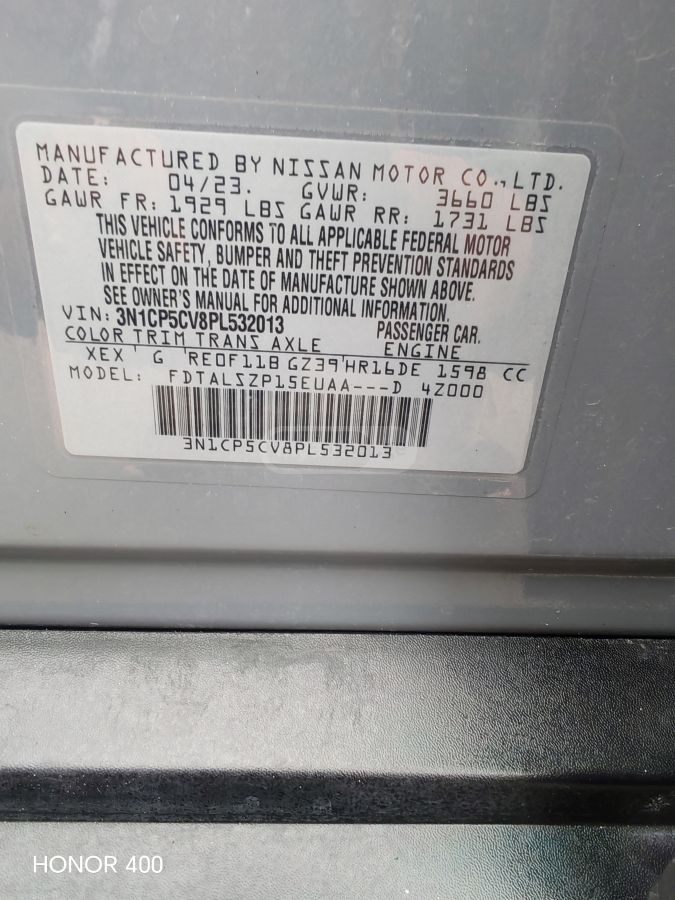 MANUFACTURED BY NISSAN MOTOR CO.,LTD.
DATE: 04/23. GVWR: 3660 LBS
GAWR FR: 1929 LBS GAWR RR: 1731 LBS
THIS VEHICLE CONFORMS TO ALL APPLICABLE FEDERAL MOTOR
VEHICLE SAFETY, BUMPER AND THEFT PREVENTION STANDARDS
IN EFFECT ON THE DATE OF MANUFACTURE SHOWN ABOVE.
SEE OWNER'S MANUAL FOR ADDITIONAL INFORMATION.
VIN: 3N1CP5CV8PL532013 PASSENGER CAR.
COLOR TRIM TRANS AXLE ENGINE
XEX G RE0F11B GZ39 HR16DE 1598 CC
MODEL: FDTALSZP15EUAA---D 4Z000
3N1CP5CV8PL532013
HONOR 400